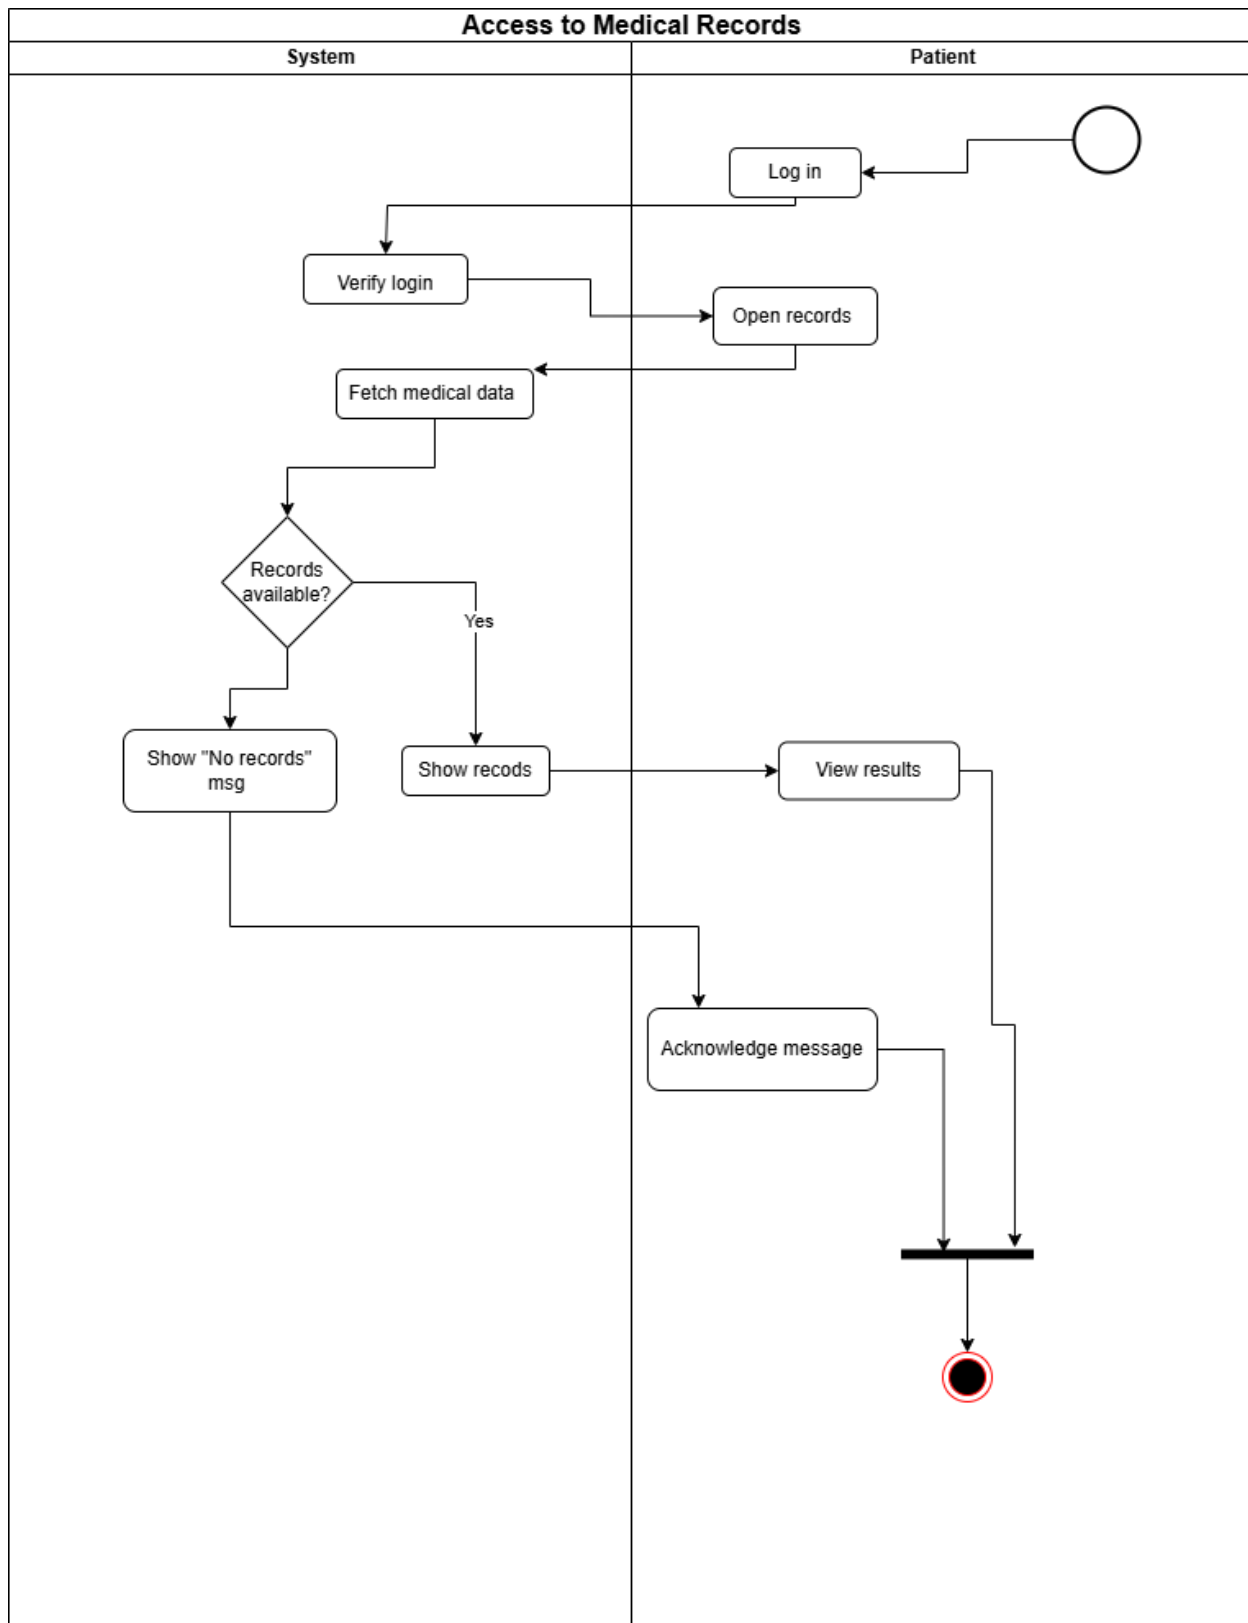 Access to Medical Records
System
Patient
Log in
Verify login
Open records
Fetch medical data
Records
available?
Yes
Show "No records"
msg
Show recods
View results
Acknowledge message